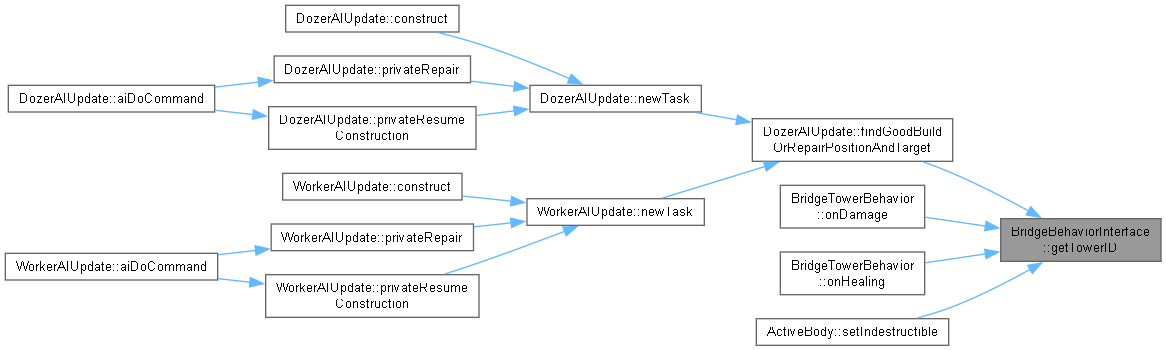 DozerAIUpdate::construct
DozerAIUpdate::privateRepair
DozerAIUpdate::aiDoCommand
DozerAIUpdate::newTask
DozerAIUpdate::privateResume
Construction
DozerAIUpdate::findGoodBuild
OrRepairPositionAndTarget
WorkerAIUpdate::construct
BridgeTowerBehavior
::onDamage
WorkerAIUpdate::newTask
BridgeBehaviorInterface
::getTowerID
WorkerAIUpdate::privateRepair
WorkerAIUpdate::aiDoCommand
BridgeTowerBehavior
::onHealing
WorkerAIUpdate::privateResume
Construction
ActiveBody::setIndestructible